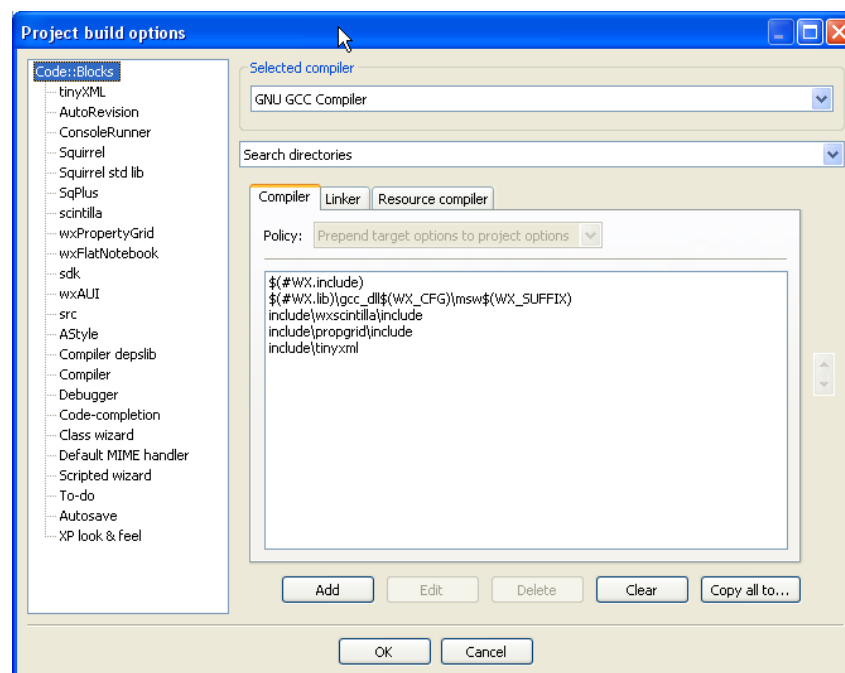 Project build options
Code::Blocks
tinyXML
AutoRevision
ConsoleRunner
Squirrel
Squirrel std lib
SqPlus
scintilla
wxPropertyGrid
wxFlatNotebook
sdk
wxAUI
src
AStyle
Compiler depslib
Compiler
Debugger
Code-completion
Class wizard
Default MIME handler
Scripted wizard
To-do
Autosave
XP look & feel
Selected compiler
GNU GCC Compiler
Search directories
Compiler Linker Resource compiler
Policy: Prepend target options to project options
$(#WX.include)
$(#WX.lib)\gcc_dll$(WX_CFG)\msw$(WX_SUFFIX)
include\wxscintilla\include
include\propgrid\include
include\tinyxml
Add Edit Delete Clear Copy all to...
OK Cancel